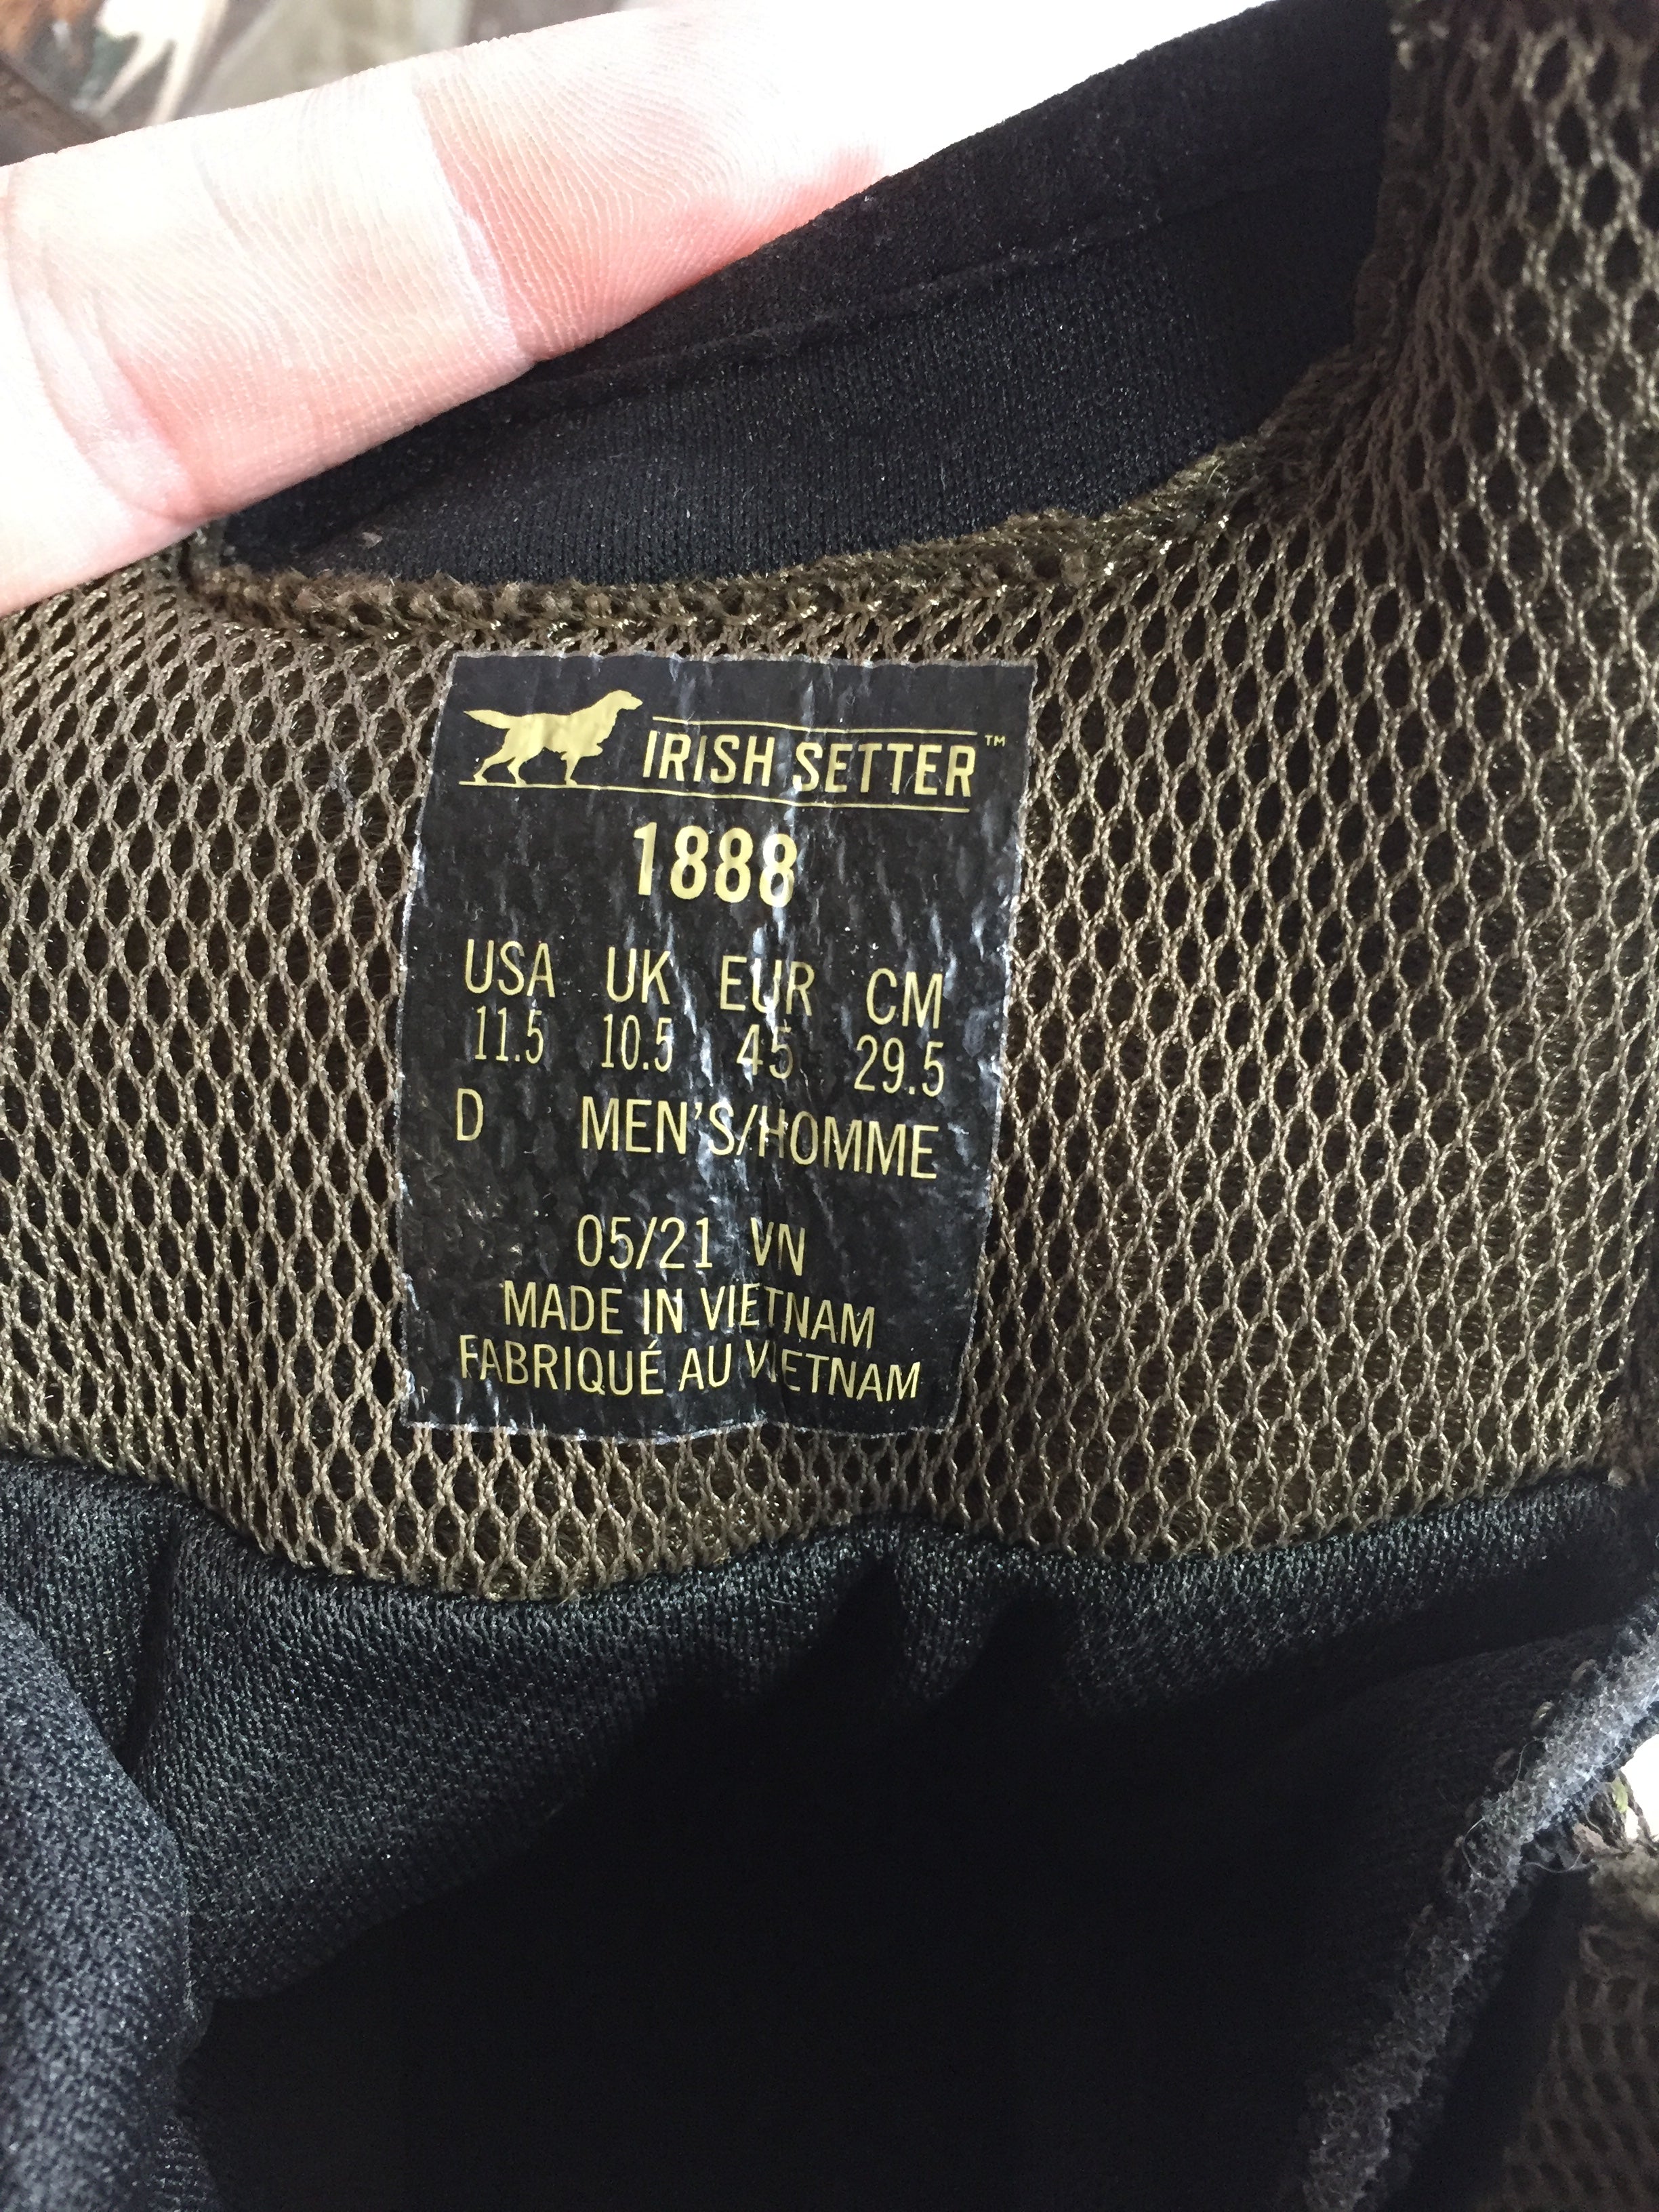 IRISH SETTER™
1888
USA UK EUR CM
11.5 10.5 45 29.5
D MEN'S/HOMME
05/21 VN
MADE IN VIETNAM
FABRIQUÉ AU VIETNAM